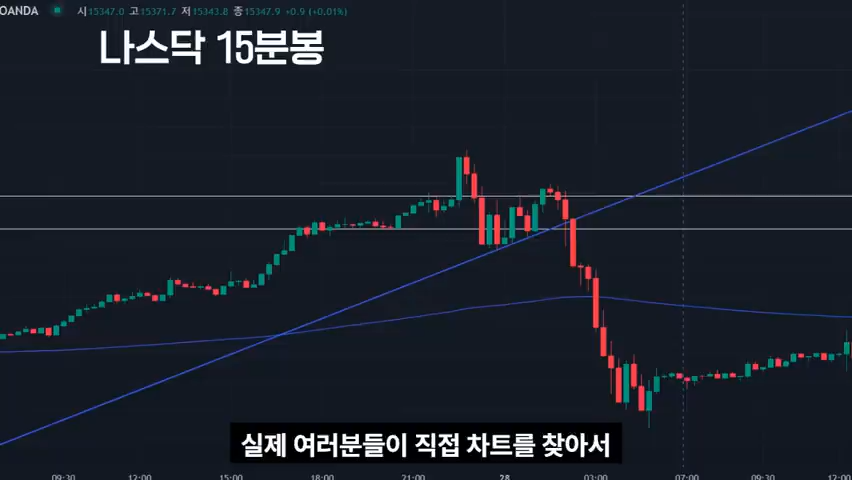 OANDA 시15347.0 고15371.7 저15343.8 종15347.9 +0.9 (+0.01%)
나스닥 15분봉
실제 여러분들이 직접 차트를 찾아서
09:30 12:00 15:00 18:00 21:00 28 03:00 07:00 09:30 12:00